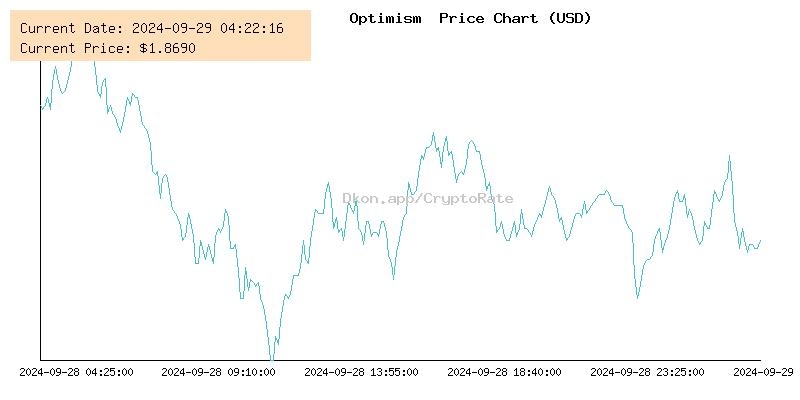 Optimism Price Chart (USD)
Current Date: 2024-09-29 04:22:16
Current Price: $1.8690
Dkon.app/CryptoRate
2024-09-28 04:25:00 2024-09-28 09:10:00 2024-09-28 13:55:00 2024-09-28 18:40:00 2024-09-28 23:25:00 2024-09-29